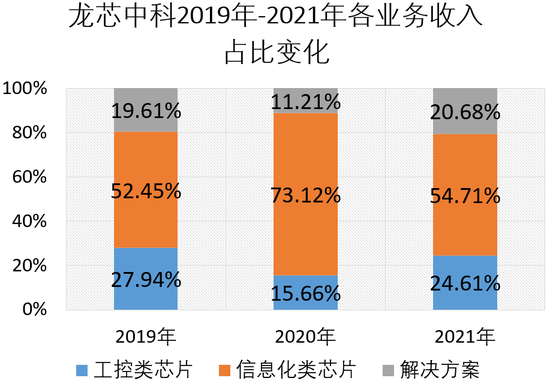 龙芯中科2019年-2021年各业务收入
占比变化
100%
80%
60%
40%
20%
0%
19.61%
11.21%
20.68%
52.45%
73.12%
54.71%
27.94%
15.66%
24.61%
2019年
2020年
2021年
工控类芯片
信息化类芯片
解决方案